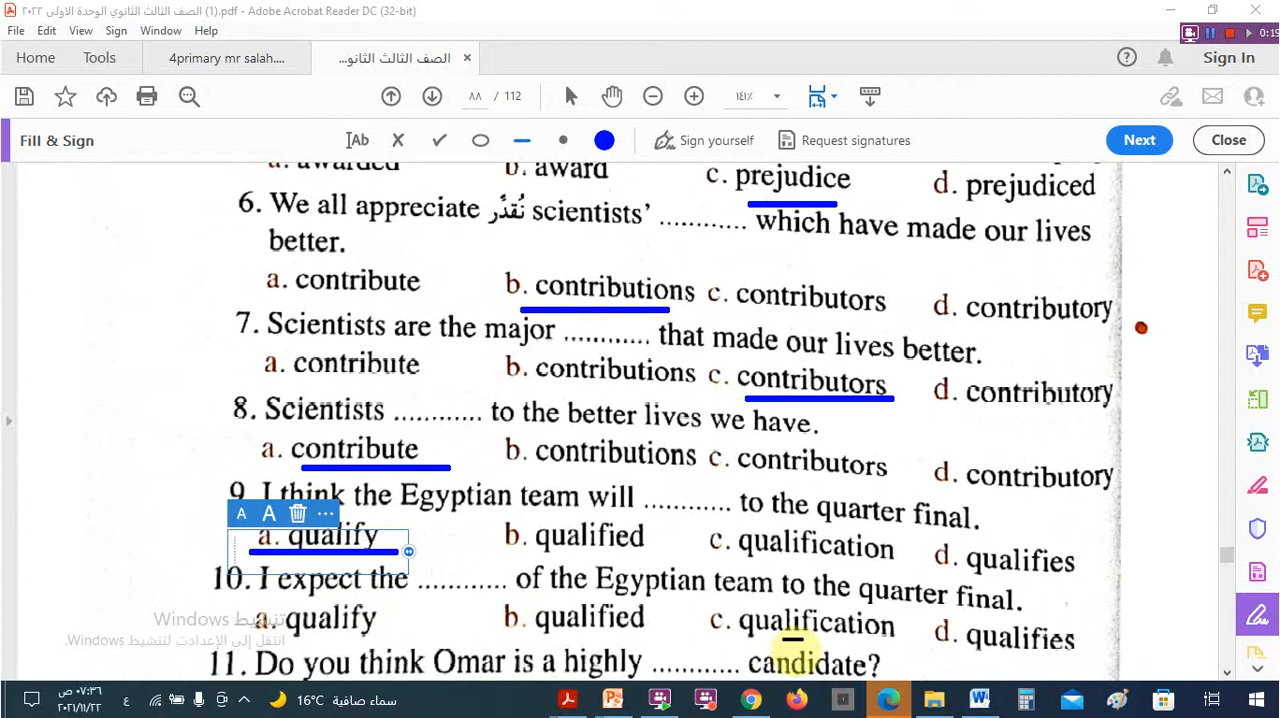 الصف الثالث الثانوي الوحدة الاولى ٢٠٢٢ (1).pdf - Adobe Acrobat Reader DC (32-bit)
File Edit View Sign Window Help
0:19
Home Tools 4primary mr salah.... الصف الثالث الثانو...
Sign In
٨٨ / 112 ١٤١٪
Fill & Sign Ab Sign yourself Request signatures Next Close
a. awarded b. award c. prejudice d. prejudiced
6. We all appreciate نُقدِّر scientists' ............ which have made our lives
better.
a. contribute b. contributions c. contributors d. contributory
7. Scientists are the major ............ that made our lives better.
a. contribute b. contributions c. contributors d. contributory
8. Scientists ............ to the better lives we have.
a. contribute b. contributions c. contributors d. contributory
9. I think the Egyptian team will ............ to the quarter final.
A A ...
a. qualify b. qualified c. qualification d. qualifies
10. I expect the ............ of the Egyptian team to the quarter final.
a. qualify b. qualified c. qualification d. qualifies
تنشيط Windows
انتقل إلى الإعدادات لتنشيط Windows.
11. Do you think Omar is a highly ............ candidate?
٠٧:٣٦ ص
٢٠٢١/١١/٢٢
ع
16°C سماء صافية